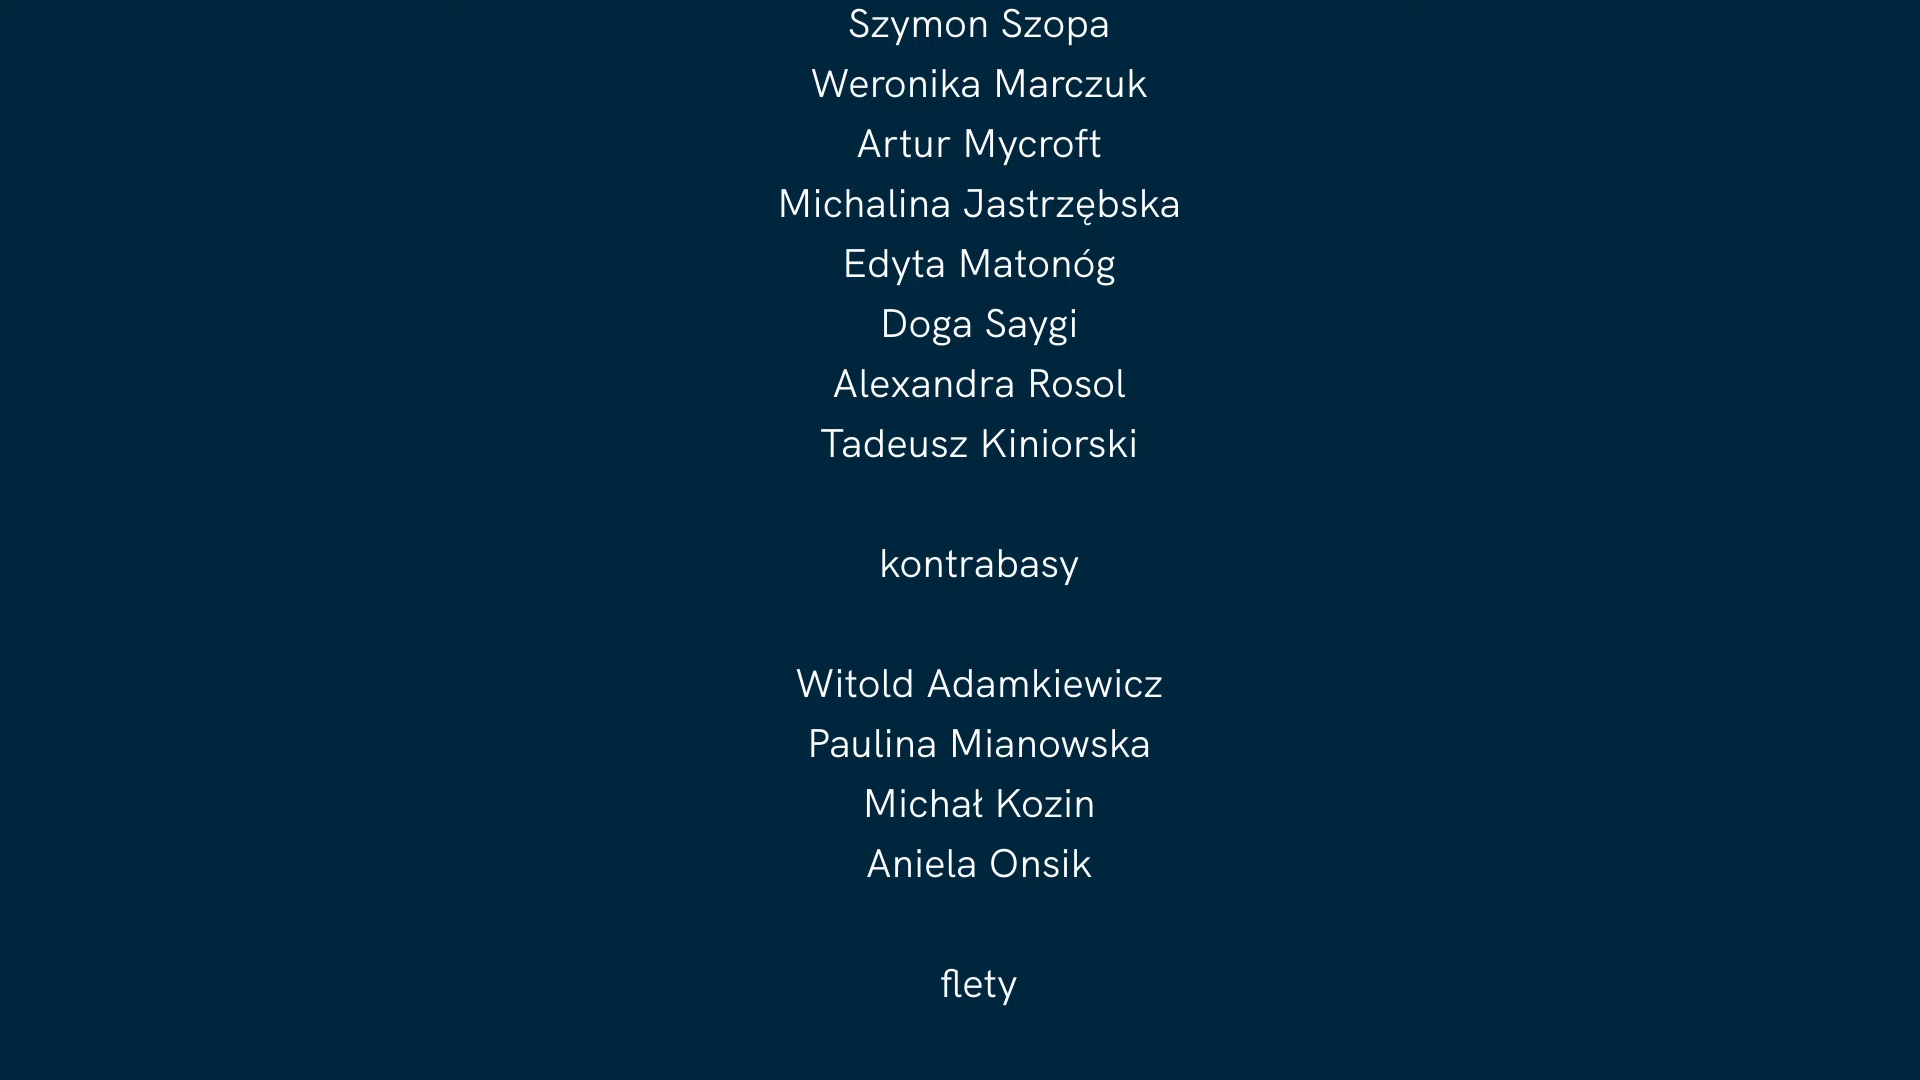 Szymon Szopa
Weronika Marczuk
Artur Mycroft
Michalina Jastrzębska
Edyta Matonóg
Doga Saygi
Alexandra Rosol
Tadeusz Kiniorski
kontrabasy
Witold Adamkiewicz
Paulina Mianowska
Michał Kozin
Aniela Onsik
flety